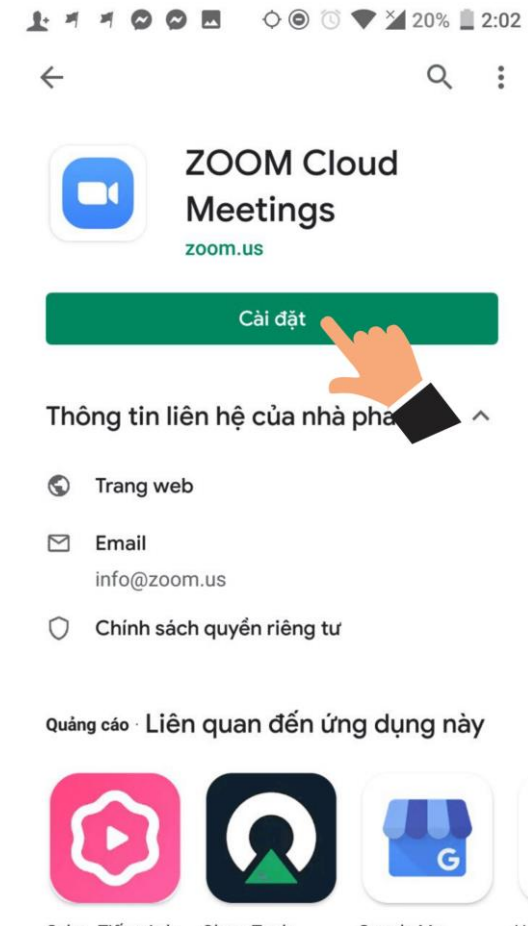 20% 2:02
ZOOM Cloud
Meetings
zoom.us
Cài đặt
Thông tin liên hệ của nhà
Trang web
Email
info@zoom.us
Chính sách quyền riêng tư
Quảng cáo · Liên quan đến ứng dụng này
G